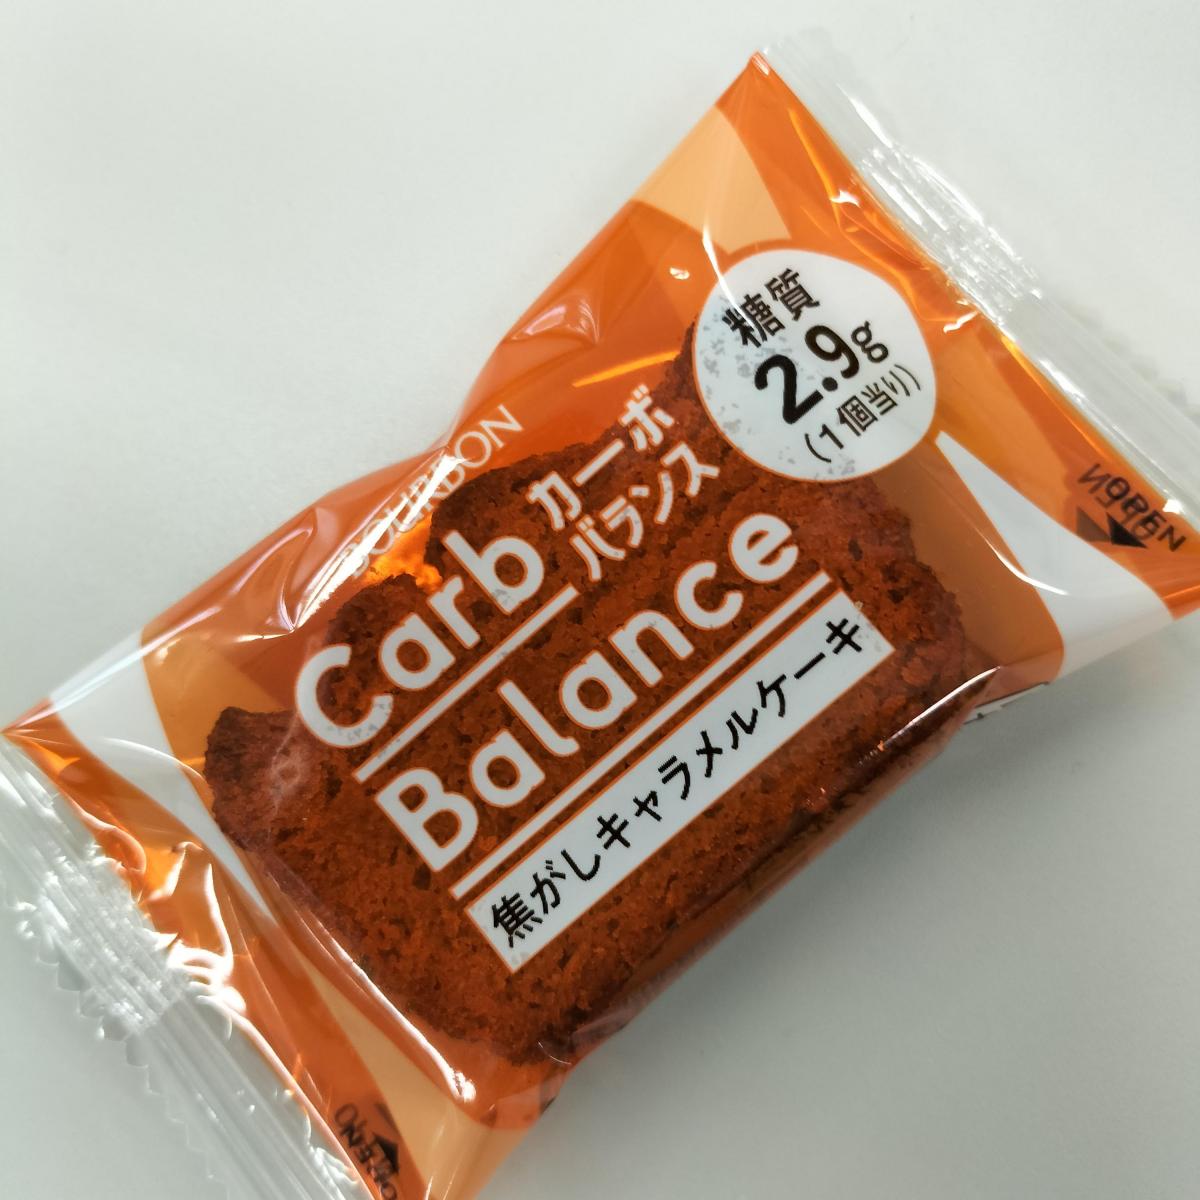 糖質
2.9g
(1個当り)
BOURBON
カーボ
バランス
Carb
Balance
焦がしキャラメルケーキ
OPEN
OPEN